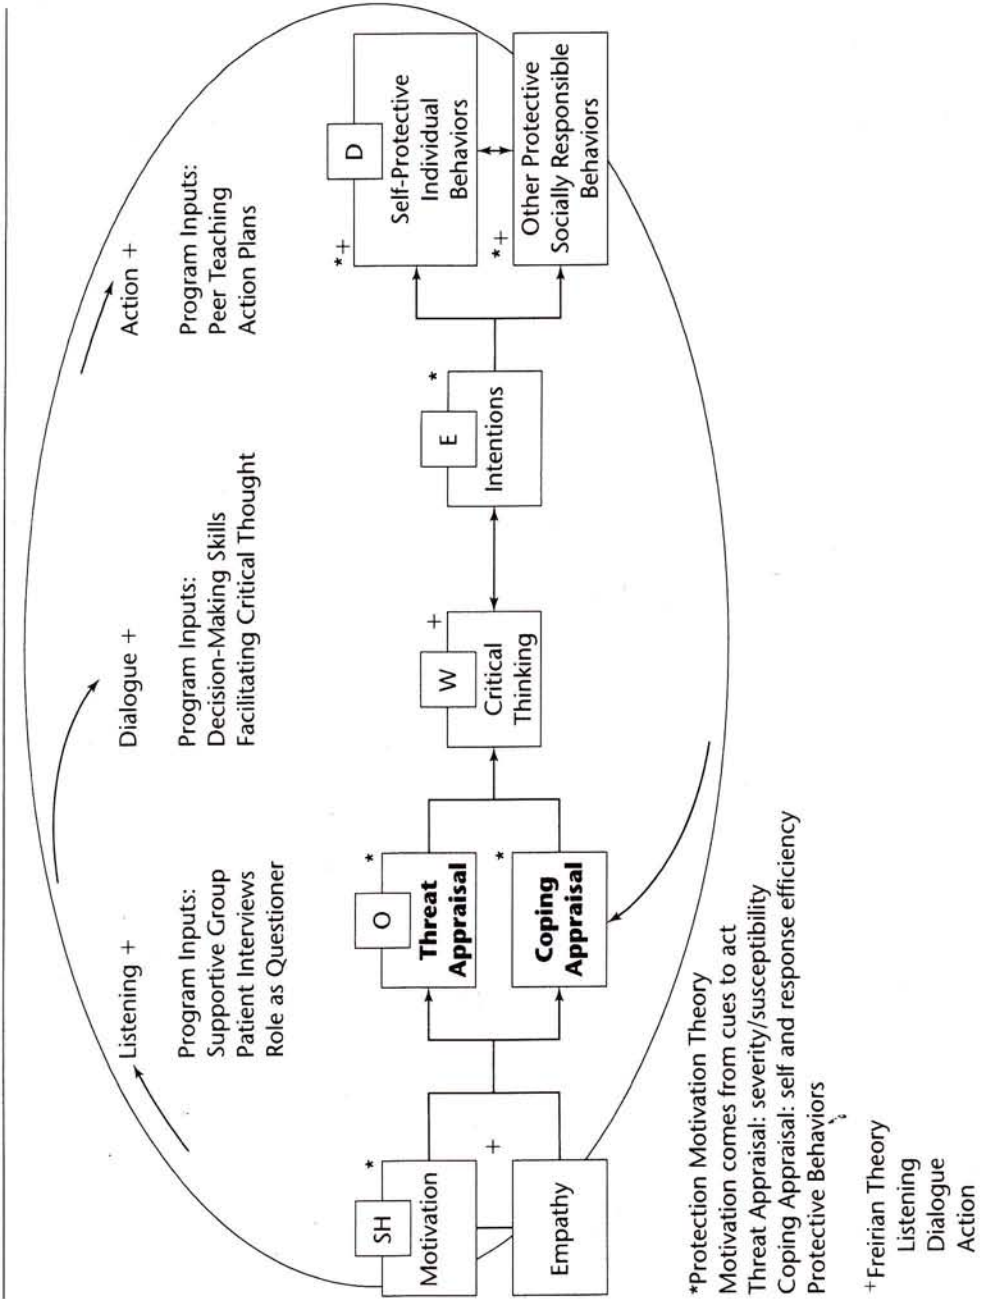 Listening +
Program Inputs:
Supportive Group
Patient Interviews
Role as Questioner
Dialogue +
Program Inputs:
Decision-Making Skills
Facilitating Critical Thought
Action +
Program Inputs:
Peer Teaching
Action Plans
SH
*
Motivation
+
Empathy
O
*
Threat
Appraisal
*
Coping
Appraisal
W
+
Critical
Thinking
E
*
Intentions
*+
D
Self-Protective
Individual
Behaviors
*+
Other Protective
Socially Responsible
Behaviors
*Protection Motivation Theory
Motivation comes from cues to act
Threat Appraisal: severity/susceptibility
Coping Appraisal: self and response efficiency
Protective Behaviors
+Freirian Theory
Listening
Dialogue
Action